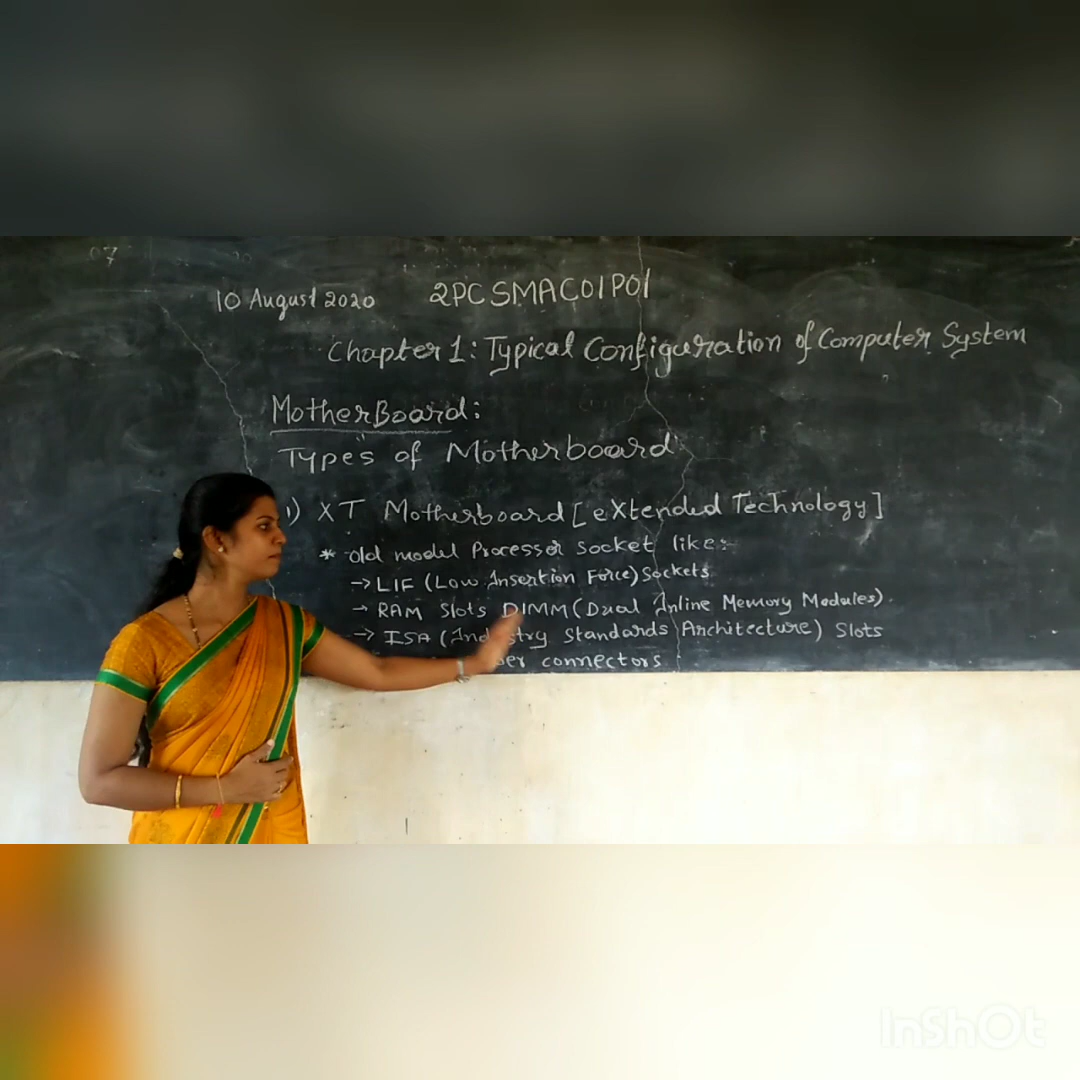 07
10 August 2020 2PCSMAC01P01
Chapter 1: Typical Configuration of Computer System
MotherBoard:
Types of Motherboard
1) XT Motherboard [eXtended Technology]
* old model Processer Socket like:
→ LIF (Low Insertion Force) Sockets
→ RAM Slots DIMM (Dual Inline Memory Modules).
→ ISA (Industry Standards Architecture) Slots
connectors
InShOt